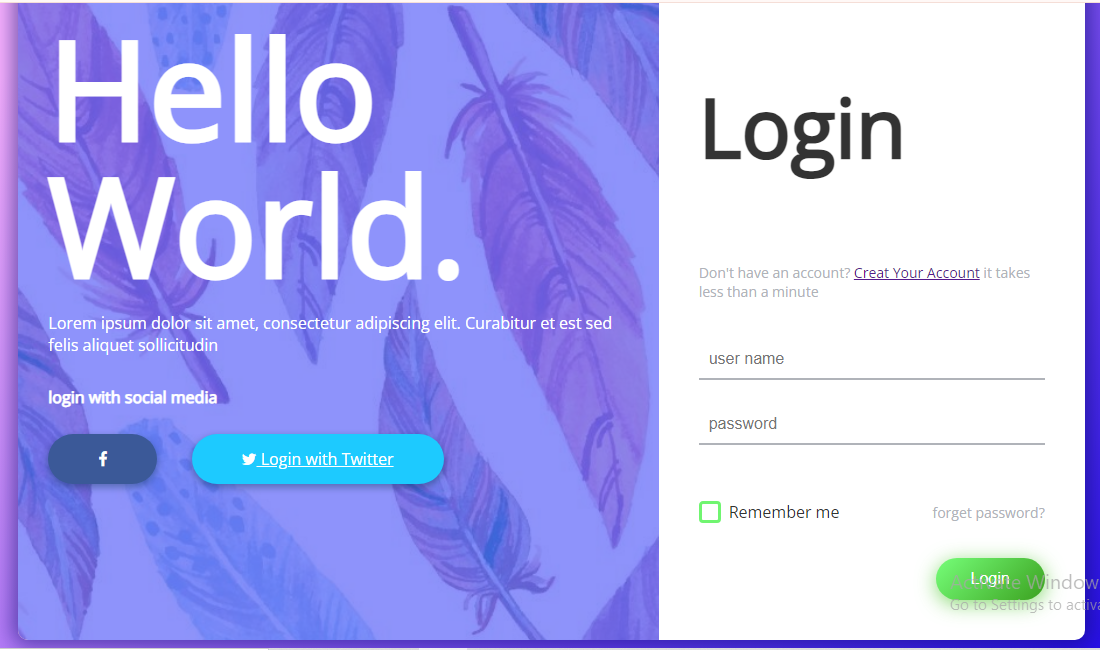 Hello
World.
Lorem ipsum dolor sit amet, consectetur adipiscing elit. Curabitur et est sed
felis aliquet sollicitudin
login with social media
f
Login with Twitter
Login
Don't have an account? Creat Your Account it takes
less than a minute
user name
password
Remember me
forget password?
Login
Activate Window
Go to Settings to activa